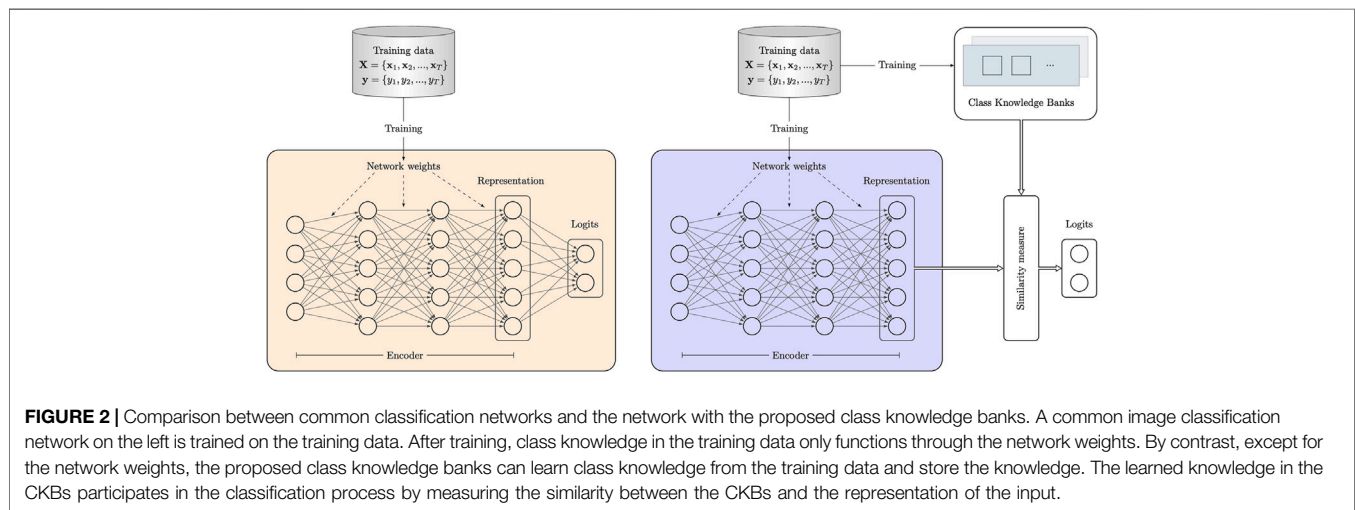 Training data
X = {x₁, x₂, ..., x_T}
y = {y₁, y₂, ..., y_T}
Training
Network weights
Representation
Logits
Encoder
Training data
X = {x₁, x₂, ..., x_T}
y = {y₁, y₂, ..., y_T}
Training
...
Class Knowledge Banks
Training
Network weights
Representation
Similarity measure
Logits
Encoder
FIGURE 2 | Comparison between common classification networks and the network with the proposed class knowledge banks. A common image classification
network on the left is trained on the training data. After training, class knowledge in the training data only functions through the network weights. By contrast, except for
the network weights, the proposed class knowledge banks can learn class knowledge from the training data and store the knowledge. The learned knowledge in the
CKBs participates in the classification process by measuring the similarity between the CKBs and the representation of the input.